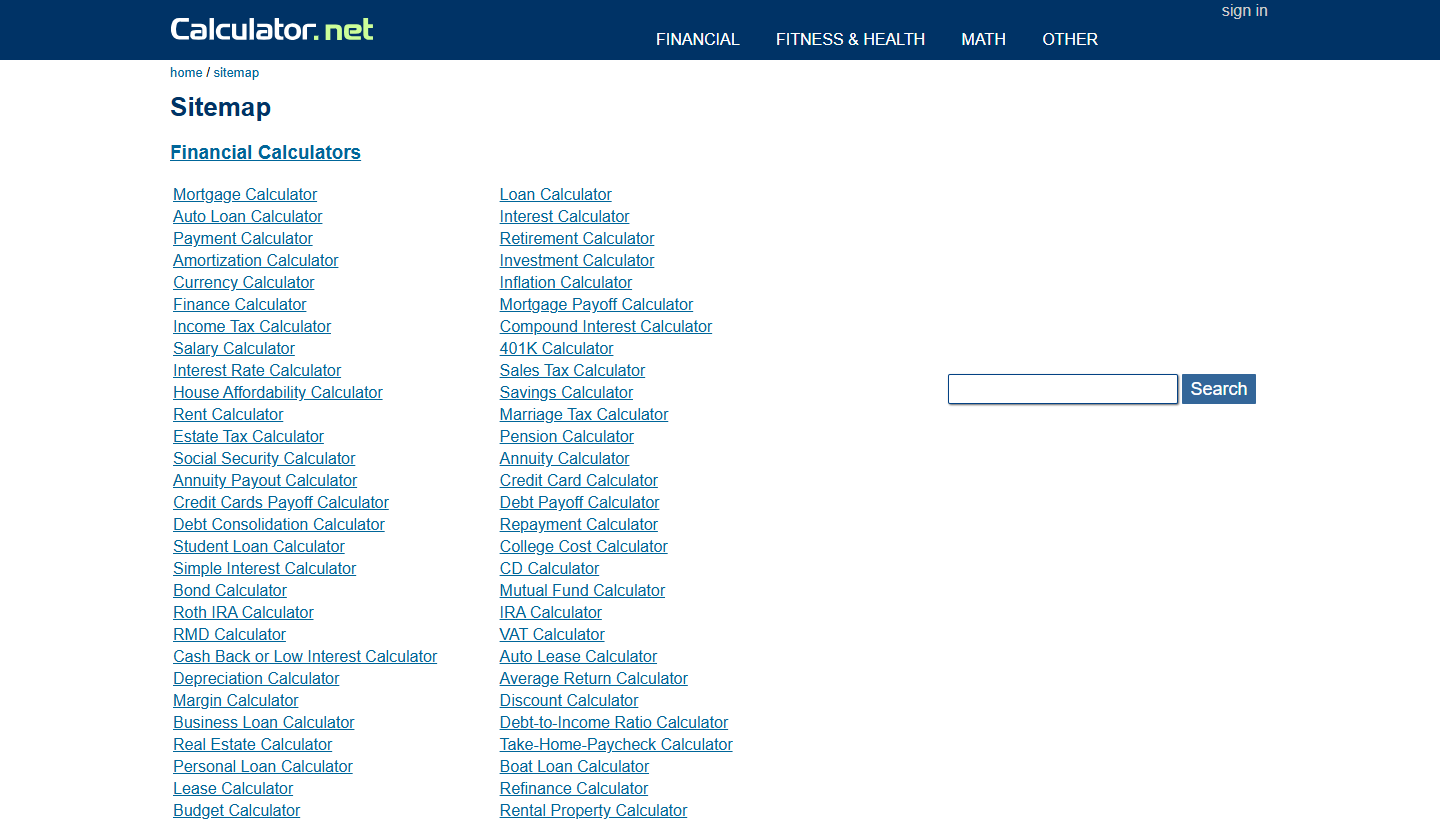 Calculator.net
sign in
FINANCIAL FITNESS & HEALTH MATH OTHER
home / sitemap
Sitemap
Financial Calculators
Mortgage Calculator Loan Calculator
Auto Loan Calculator Interest Calculator
Payment Calculator Retirement Calculator
Amortization Calculator Investment Calculator
Currency Calculator Inflation Calculator
Finance Calculator Mortgage Payoff Calculator
Income Tax Calculator Compound Interest Calculator
Salary Calculator 401K Calculator
Interest Rate Calculator Sales Tax Calculator
House Affordability Calculator Savings Calculator
Rent Calculator Marriage Tax Calculator
Estate Tax Calculator Pension Calculator
Social Security Calculator Annuity Calculator
Annuity Payout Calculator Credit Card Calculator
Credit Cards Payoff Calculator Debt Payoff Calculator
Debt Consolidation Calculator Repayment Calculator
Student Loan Calculator College Cost Calculator
Simple Interest Calculator CD Calculator
Bond Calculator Mutual Fund Calculator
Roth IRA Calculator IRA Calculator
RMD Calculator VAT Calculator
Cash Back or Low Interest Calculator Auto Lease Calculator
Depreciation Calculator Average Return Calculator
Margin Calculator Discount Calculator
Business Loan Calculator Debt-to-Income Ratio Calculator
Real Estate Calculator Take-Home-Paycheck Calculator
Personal Loan Calculator Boat Loan Calculator
Lease Calculator Refinance Calculator
Budget Calculator Rental Property Calculator
Search